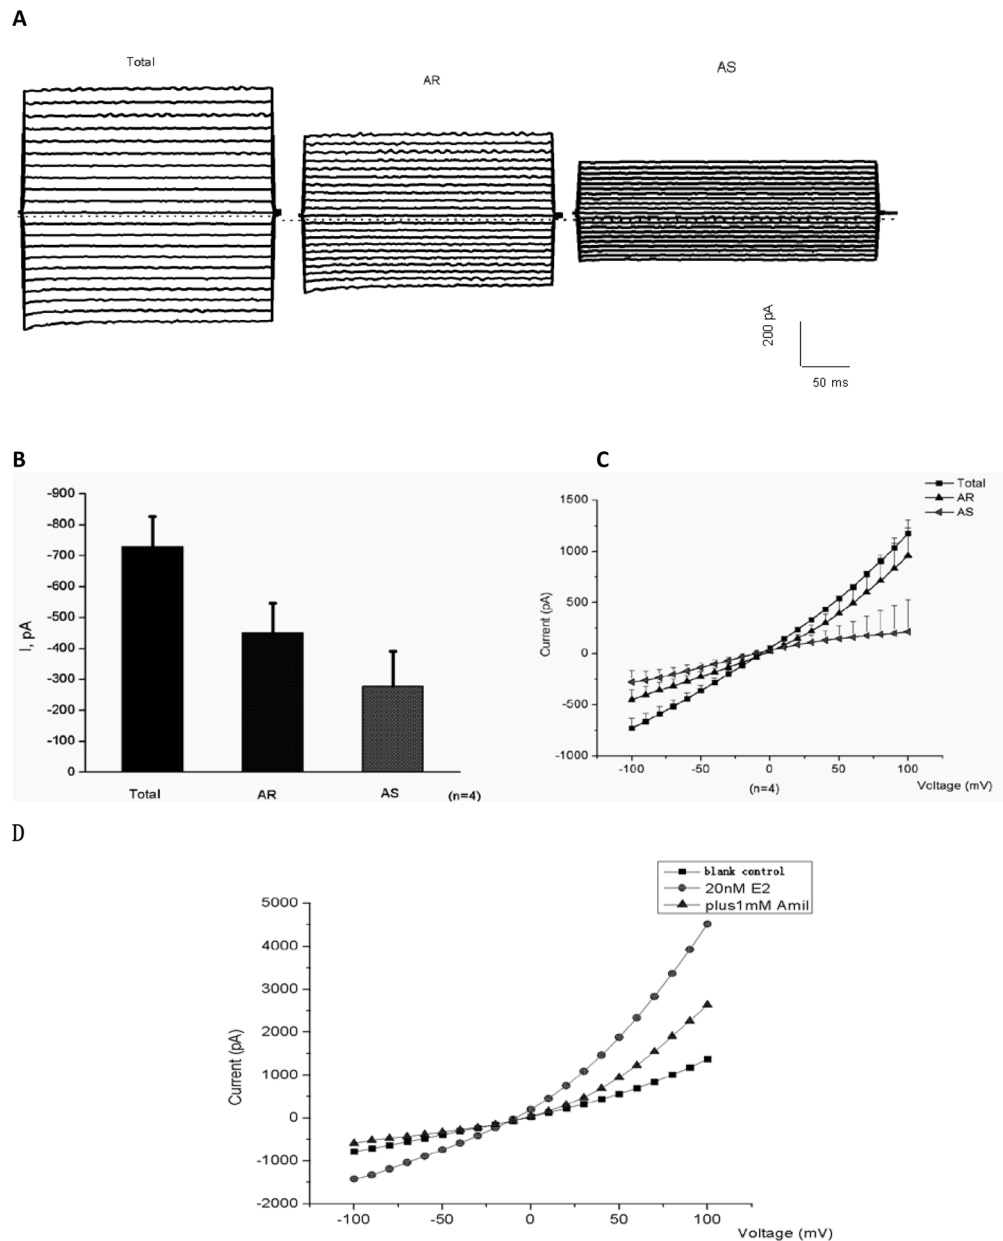 A
Total
AR
AS
200 pA
50 ms
B
-900
-800
-700
-600
-500
-400
-300
-200
-100
0
I, pA
Total
AR
AS
(n=4)
C
Total
AR
AS
1500
1000
500
0
-500
-1000
Current (pA)
-100
-50
0
50
100
(n=4)
Voltage (mV)
D
blank control
20nM E2
plus1mM Amil
5000
4000
3000
2000
1000
0
-1000
-2000
Current (pA)
-100
-50
0
50
100
Voltage (mV)